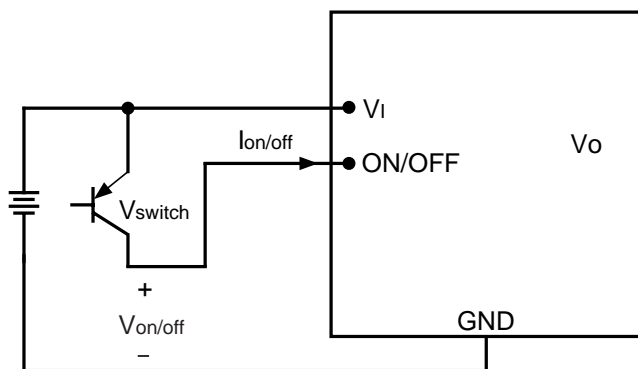 VI
Vo
Ion/off
ON/OFF
Vswitch
+
Von/off
–
GND